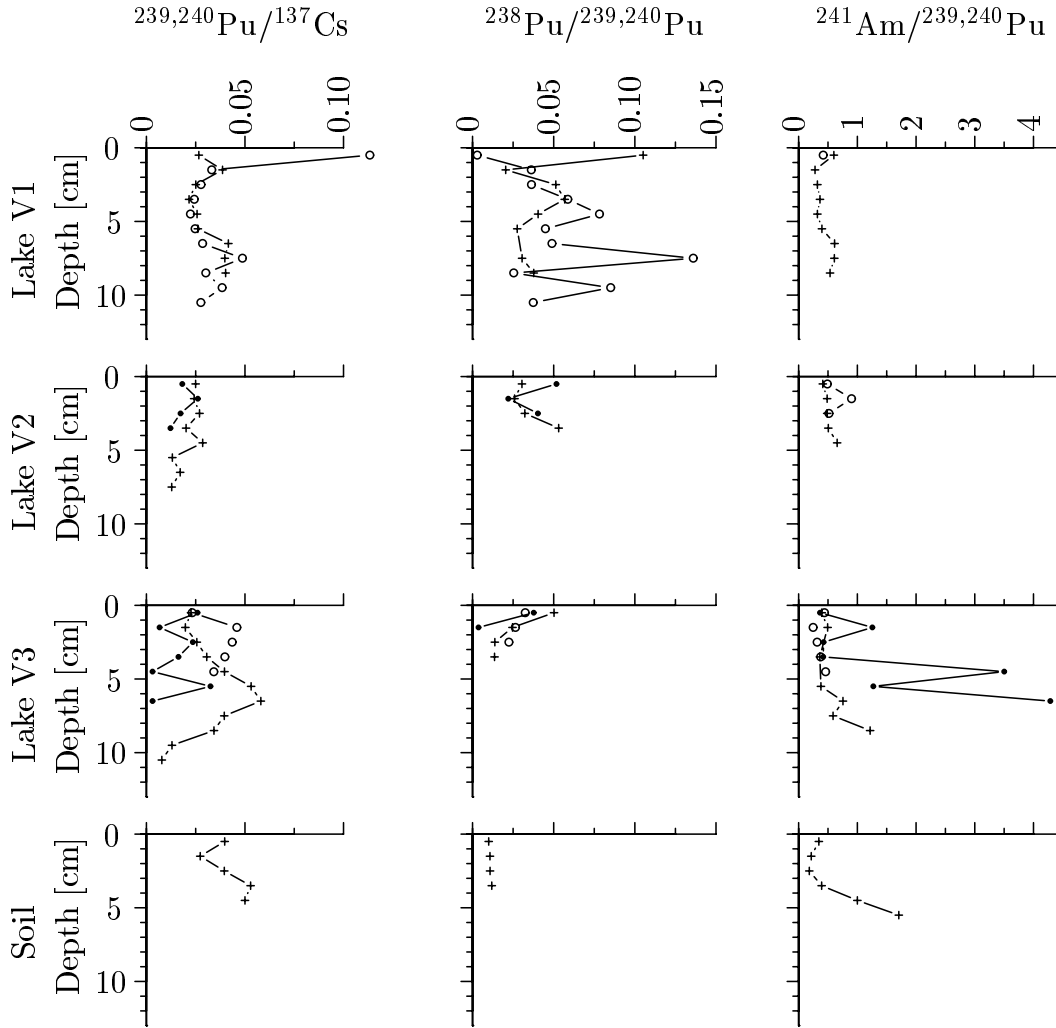 239,240Pu/137Cs 238Pu/239,240Pu 241Am/239,240Pu
0 0.05 0.10 0 0.05 0.10 0.15 0 1 2 3 4
Lake V1
Depth [cm]
0
5
10
Lake V2
Depth [cm]
0
5
10
Lake V3
Depth [cm]
0
5
10
Soil
Depth [cm]
0
5
10